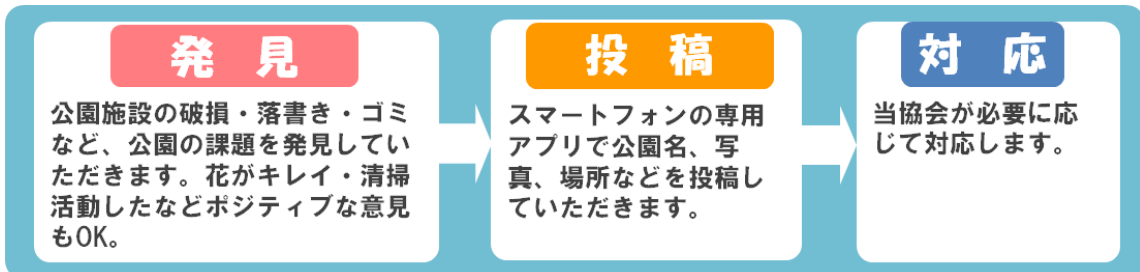 発見
公園施設の破損・落書き・ゴミ
など、公園の課題を発見してい
ただきます。花がキレイ・清掃
活動したなどポジティブな意見
もOK。
投稿
スマートフォンの専用
アプリで公園名、写
真、場所などを投稿し
ていただきます。
対応
当協会が必要に応
じて対応します。